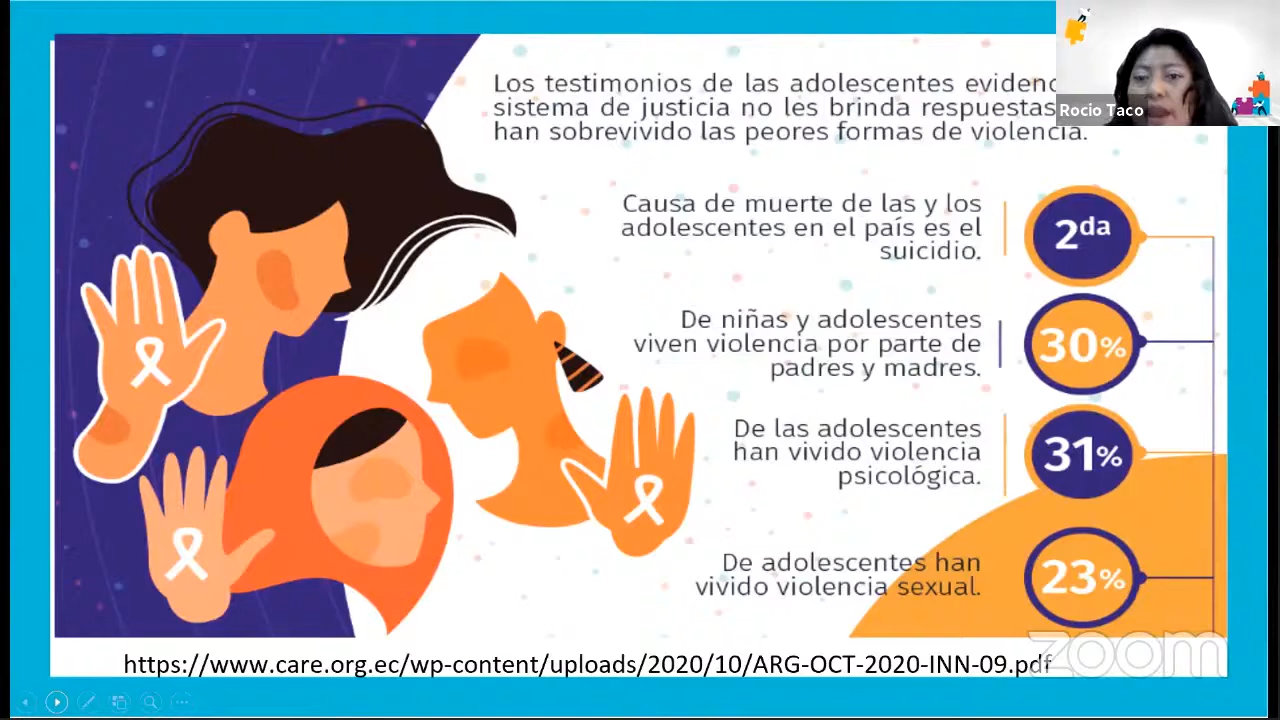 Los testimonios de las adolescentes
sistema de justicia no les brinda respuestas
han sobrevivido las peores formas de violencia.
Rocio Taco
Causa de muerte de las y los
adolescentes en el país es el
suicidio.
2da
De niñas y adolescentes
viven violencia por parte de
padres y madres.
30%
De las adolescentes
han vivido violencia
psicológica.
31%
De adolescentes han
vivido violencia sexual.
23%
zoom
https://www.care.org.ec/wp-content/uploads/2020/10/ARG-OCT-2020-INN-09.pdf